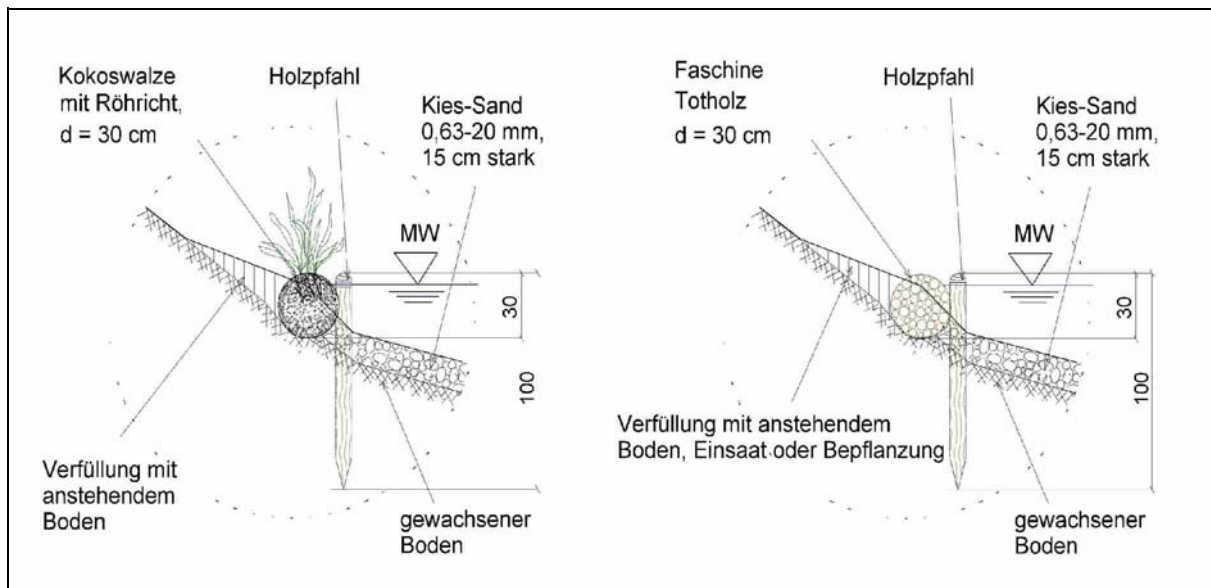 Kokoswalze
mit Röhricht,
d = 30 cm
Holzpfahl
Kies-Sand
0,63-20 mm,
15 cm stark
MW
30
100
Verfüllung mit
anstehendem
Boden
gewachsener
Boden
Faschine
Totholz
d = 30 cm
Holzpfahl
Kies-Sand
0,63-20 mm,
15 cm stark
MW
30
100
Verfüllung mit anstehendem
Boden, Einsaat oder Bepflanzung
gewachsener
Boden